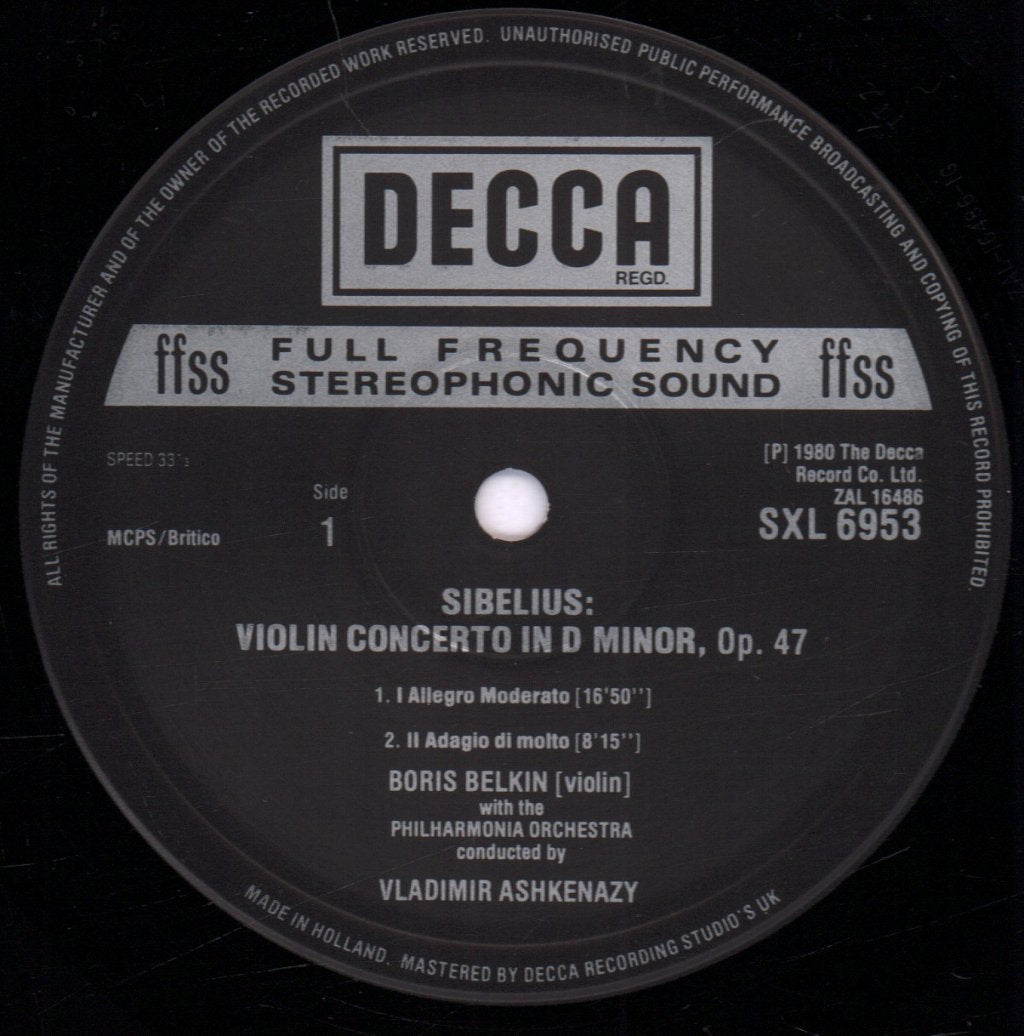 ALL RIGHTS OF THE MANUFACTURER AND OF THE OWNER OF THE RECORDED WORK RESERVED. UNAUTHORISED PUBLIC PERFORMANCE BROADCASTING AND COPYING OF THIS RECORD PROHIBITED
DECCA
REGD.
ffss FULL FREQUENCY STEREOPHONIC SOUND ffss
SPEED 33⅓
[P] 1980 The Decca
Record Co. Ltd.
ZAL 16486
SXL 6953
Side
1
MCPS/Britico
SIBELIUS:
VIOLIN CONCERTO IN D MINOR, Op. 47
1. I Allegro Moderato [16'50'']
2. II Adagio di molto [8'15'']
BORIS BELKIN [violin]
with the
PHILHARMONIA ORCHESTRA
conducted by
VLADIMIR ASHKENAZY
MADE IN HOLLAND. MASTERED BY DECCA RECORDING STUDIO'S UK
ZAL-16486-1G